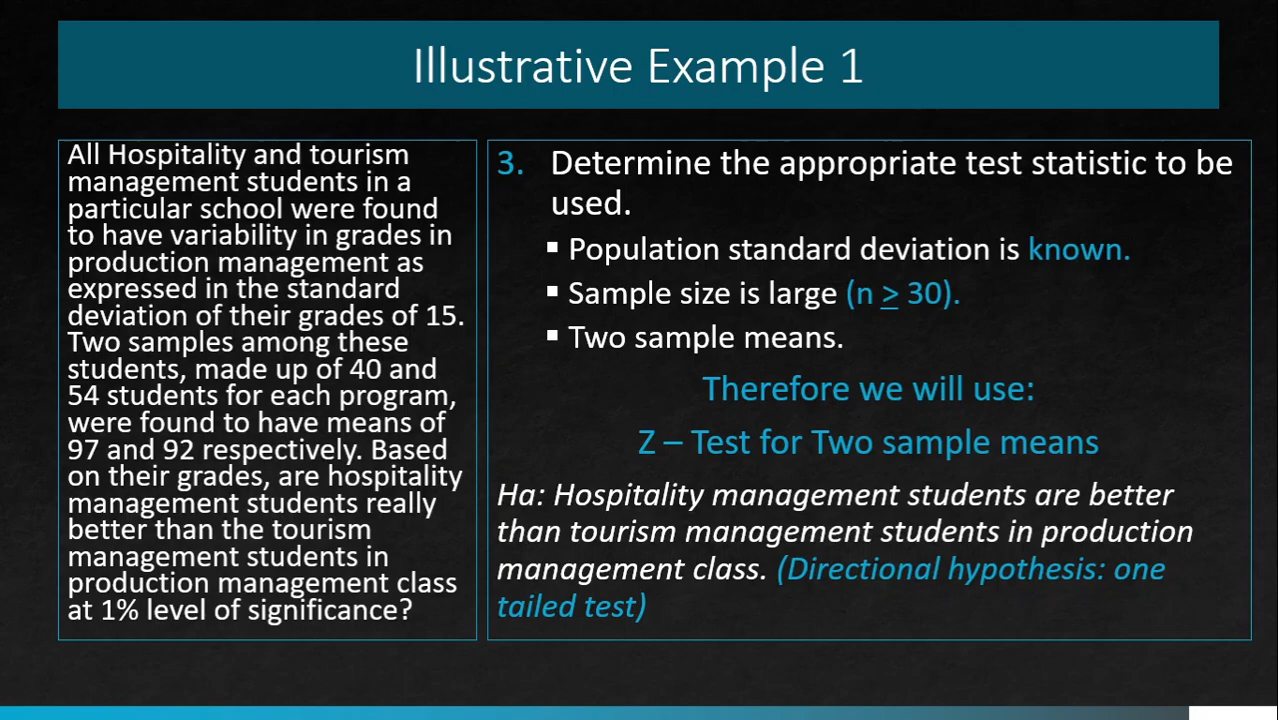 Illustrative Example 1
All Hospitality and tourism
management students in a
particular school were found
to have variability in grades in
production management as
expressed in the standard
deviation of their grades of 15.
Two samples among these
students, made up of 40 and
54 students for each program,
were found to have means of
97 and 92 respectively. Based
on their grades, are hospitality
management students really
better than the tourism
management students in
production management class
at 1% level of significance?
3. Determine the appropriate test statistic to be
used.
▪ Population standard deviation is known.
▪ Sample size is large (n ≥ 30).
▪ Two sample means.
Therefore we will use:
Z – Test for Two sample means
Ha: Hospitality management students are better
than tourism management students in production
management class. (Directional hypothesis: one
tailed test)